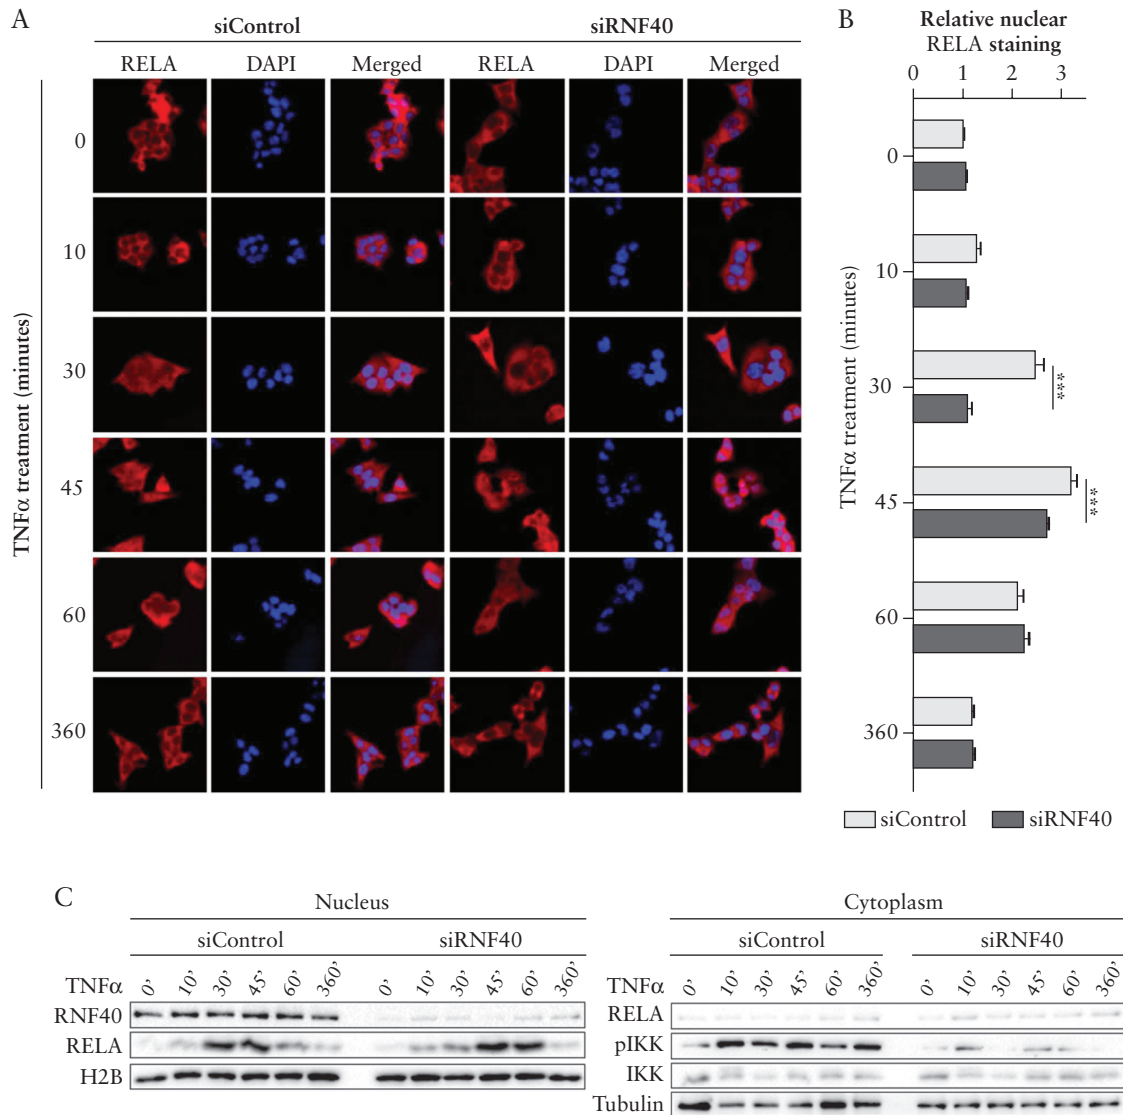 A
siControl
siRNF40
RELA DAPI Merged RELA DAPI Merged
TNFα treatment (minutes)
0
10
30
45
60
360
B
Relative nuclear
RELA staining
0 1 2 3
TNFα treatment (minutes)
0
10
30
***
45
***
60
360
siControl siRNF40
C
Nucleus
siControl siRNF40
TNFα 0’ 10’ 30’ 45’ 60’ 360’ 0’ 10’ 30’ 45’ 60’ 360’
RNF40
RELA
H2B
Cytoplasm
siControl siRNF40
TNFα 0’ 10’ 30’ 45’ 60’ 360’ 0’ 10’ 30’ 45’ 60’ 360’
RELA
pIKK
IKK
Tubulin